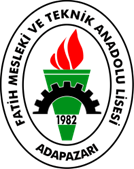 FATİH MESLEKİ VE TEKNİK ANADOLU LİSESİ
1982
ADAPAZARI